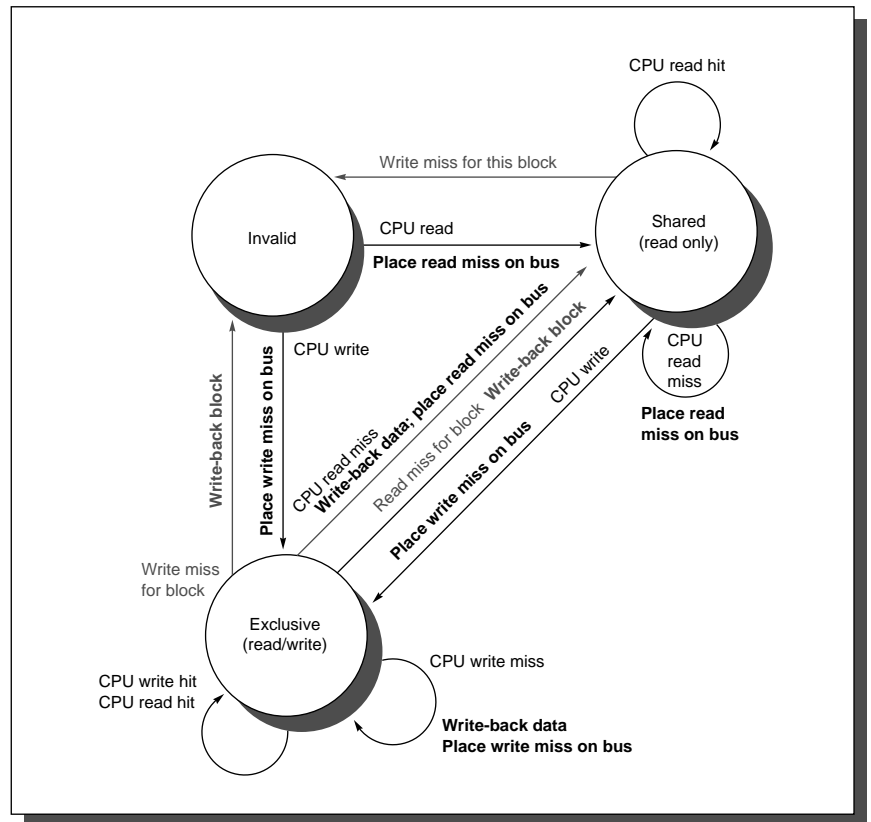 CPU read hit
Write miss for this block
Invalid
Shared
(read only)
CPU read
Place read miss on bus
CPU write
Place write miss on bus
Write-back block
Write miss
for block
CPU read miss
Write-back data; place read miss on bus
Read miss for block Write-back block
CPU write
Place write miss on bus
CPU
read
miss
Place read
miss on bus
Exclusive
(read/write)
CPU write hit
CPU read hit
CPU write miss
Write-back data
Place write miss on bus